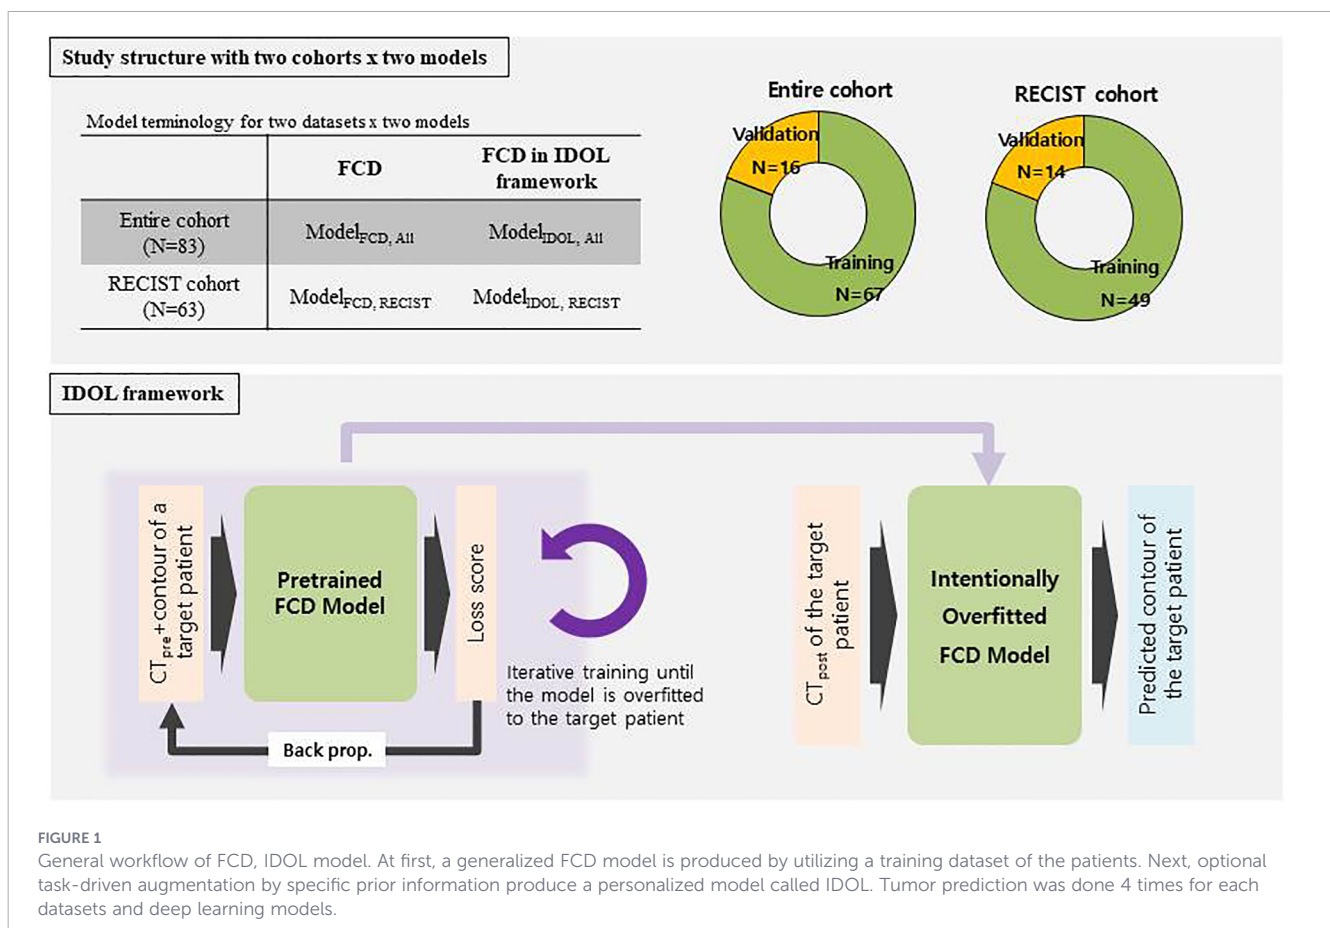 Study structure with two cohorts x two models
Model terminology for two datasets x two models
FCD
FCD in IDOL
framework
Entire cohort
(N=83)
Model_FCD, All
Model_IDOL, All
RECIST cohort
(N=63)
Model_FCD, RECIST
Model_IDOL, RECIST
Entire cohort
Validation
N=16
Training
N=67
RECIST cohort
Validation
N=14
Training
N=49
IDOL framework
CT_pre+contour of a
target patient
Pretrained
FCD Model
Loss score
Back prop.
Iterative training until
the model is overfitted
to the target patient
CT_post of the target
patient
Intentionally
Overfitted
FCD Model
Predicted contour of
the target patient
FIGURE 1
General workflow of FCD, IDOL model. At first, a generalized FCD model is produced by utilizing a training dataset of the patients. Next, optional
task-driven augmentation by specific prior information produce a personalized model called IDOL. Tumor prediction was done 4 times for each
datasets and deep learning models.